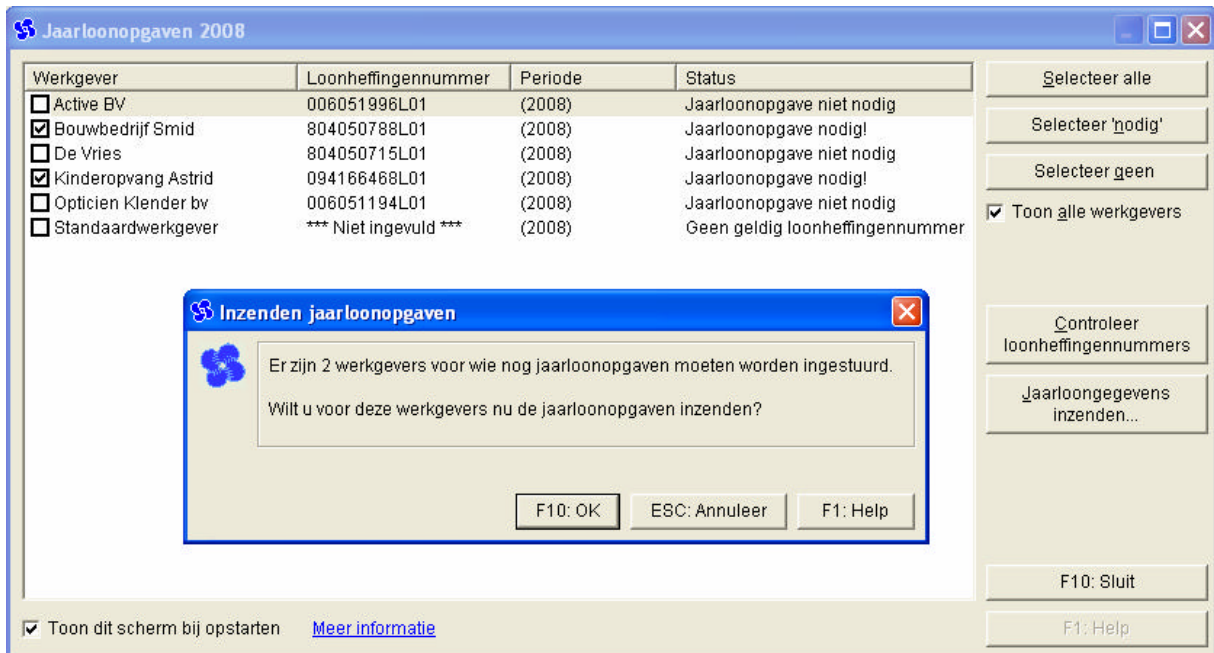 Jaarloonopgaven 2008
Werkgever Loonheffingennummer Periode Status
Active BV 006051996L01 (2008) Jaarloonopgave niet nodig
Bouwbedrijf Smid 804050788L01 (2008) Jaarloonopgave nodig!
De Vries 804050715L01 (2008) Jaarloonopgave niet nodig
Kinderopvang Astrid 094166468L01 (2008) Jaarloonopgave nodig!
Opticien Klender bv 006051194L01 (2008) Jaarloonopgave niet nodig
Standaardwerkgever *** Niet ingevuld *** (2008) Geen geldig loonheffingennummer
Selecteer alle
Selecteer 'nodig'
Selecteer geen
Toon alle werkgevers
Controleer
loonheffingennummers
Jaarloongegevens
inzenden...
Inzenden jaarloonopgaven
Er zijn 2 werkgevers voor wie nog jaarloonopgaven moeten worden ingestuurd.
Wilt u voor deze werkgevers nu de jaarloonopgaven inzenden?
F10: OK ESC: Annuleer F1: Help
F10: Sluit
Toon dit scherm bij opstarten Meer informatie
F1: Help